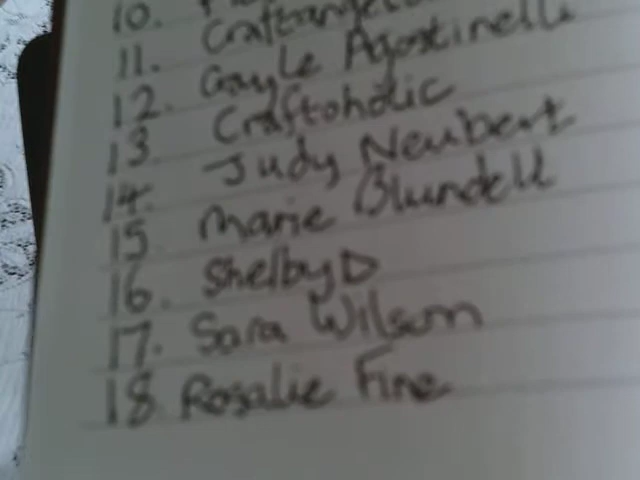 10.
11.
12. Gayle Agostinelli
13. Craftoholic
14. Judy Neubert
15. Marie Blundell
16. ShelbyD
17. Sara Wilson
18. Rosalie Fine